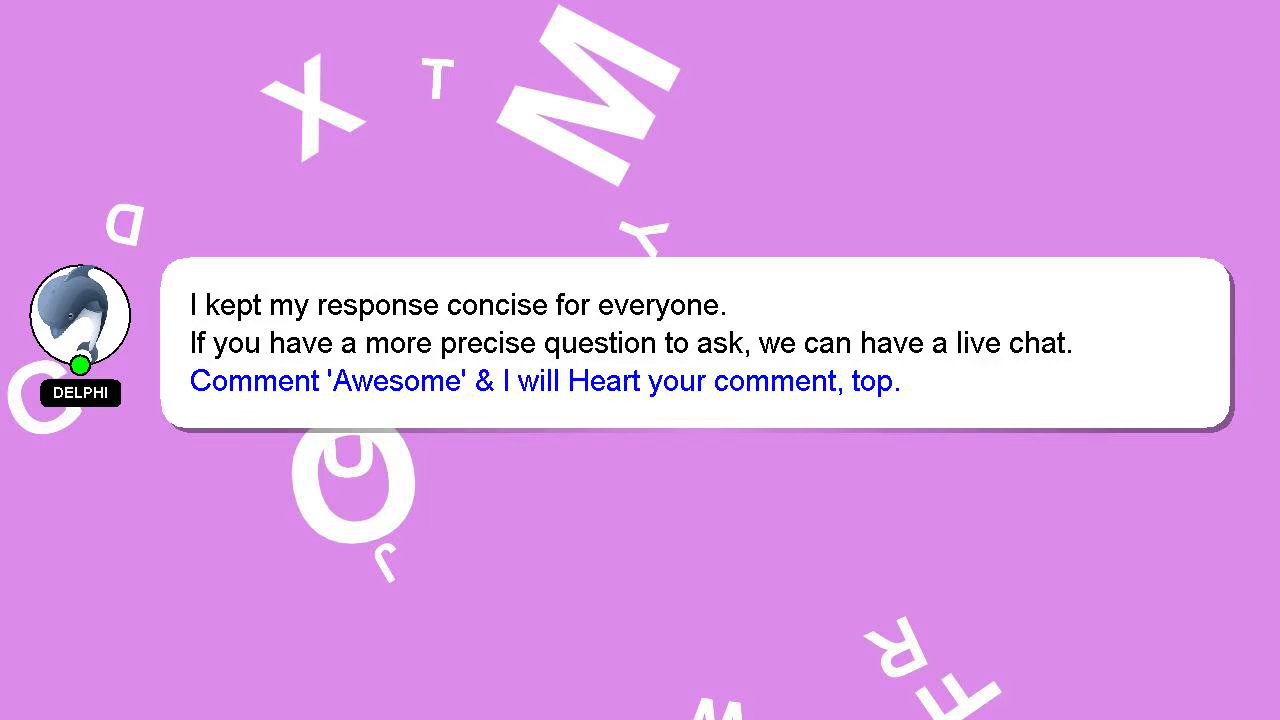 X
T
M
D
Y
I kept my response concise for everyone.
If you have a more precise question to ask, we can have a live chat.
Comment 'Awesome' & I will Heart your comment, top.
DELPHI
C
O
J
R
F
W